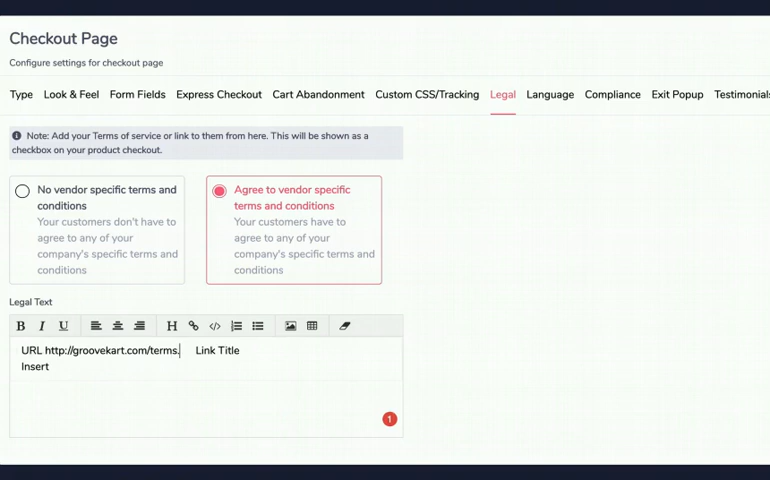 Checkout Page
Configure settings for checkout page
Type Look & Feel Form Fields Express Checkout Cart Abandonment Custom CSS/Tracking Legal Language Compliance Exit Popup Testimonials
Note: Add your Terms of service or link to them from here. This will be shown as a
checkbox on your product checkout.
No vendor specific terms and
conditions
Your customers don't have to
agree to any of your
company's specific terms and
conditions
Agree to vendor specific
terms and conditions
Your customers have to
agree to any of your
company's specific terms and
conditions
Legal Text
B I U H
URL http://groovekart.com/terms. Link Title
Insert
1